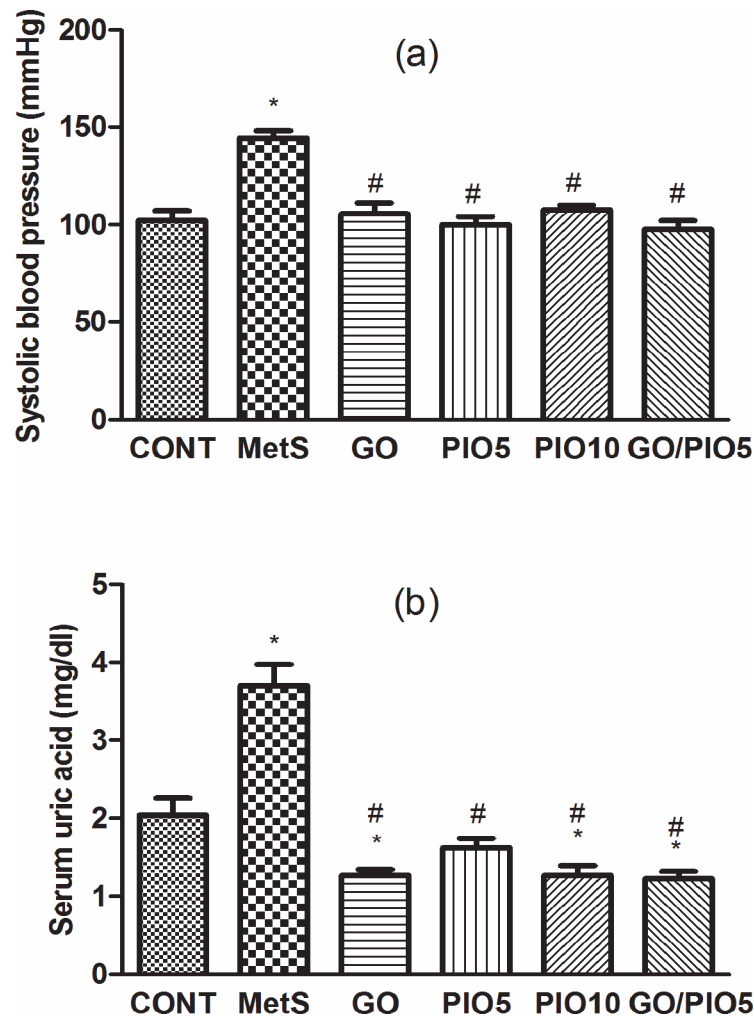 Systolic blood pressure (mmHg)
200
150
100
50
0
(a)
*
#
#
#
#
CONT MetS GO PIO5 PIO10 GO/PIO5
Serum uric acid (mg/dl)
5
4
3
2
1
0
(b)
*
# # # #
* * *
CONT MetS GO PIO5 PIO10 GO/PIO5